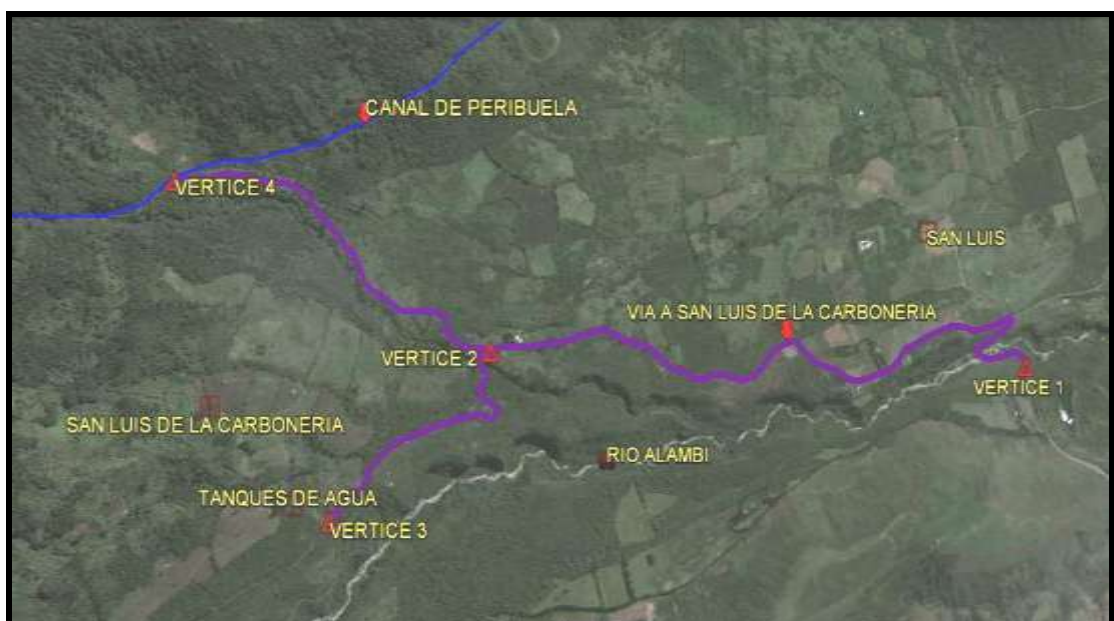 CANAL DE PERIBUELA
VERTICE 4
SAN LUIS
VIA A SAN LUIS DE LA CARBONERIA
VERTICE 2
VERTICE 1
SAN LUIS DE LA CARBONERIA
RIO ALAMBI
TANQUES DE AGUA
VERTICE 3